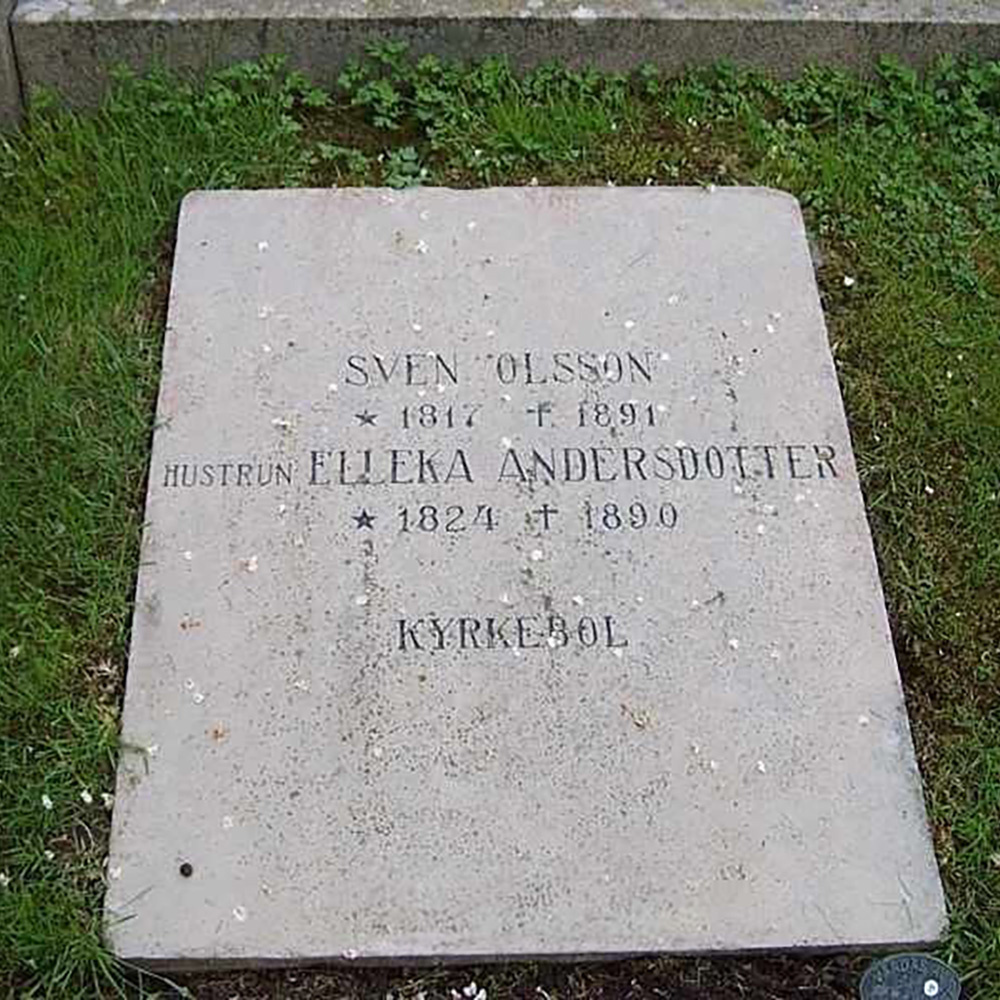 SVEN OLSSON
★ 1817 † 1891
HUSTRUN ELLEKA ANDERSDOTTER
★ 1824 † 1890
KYRKEBOL